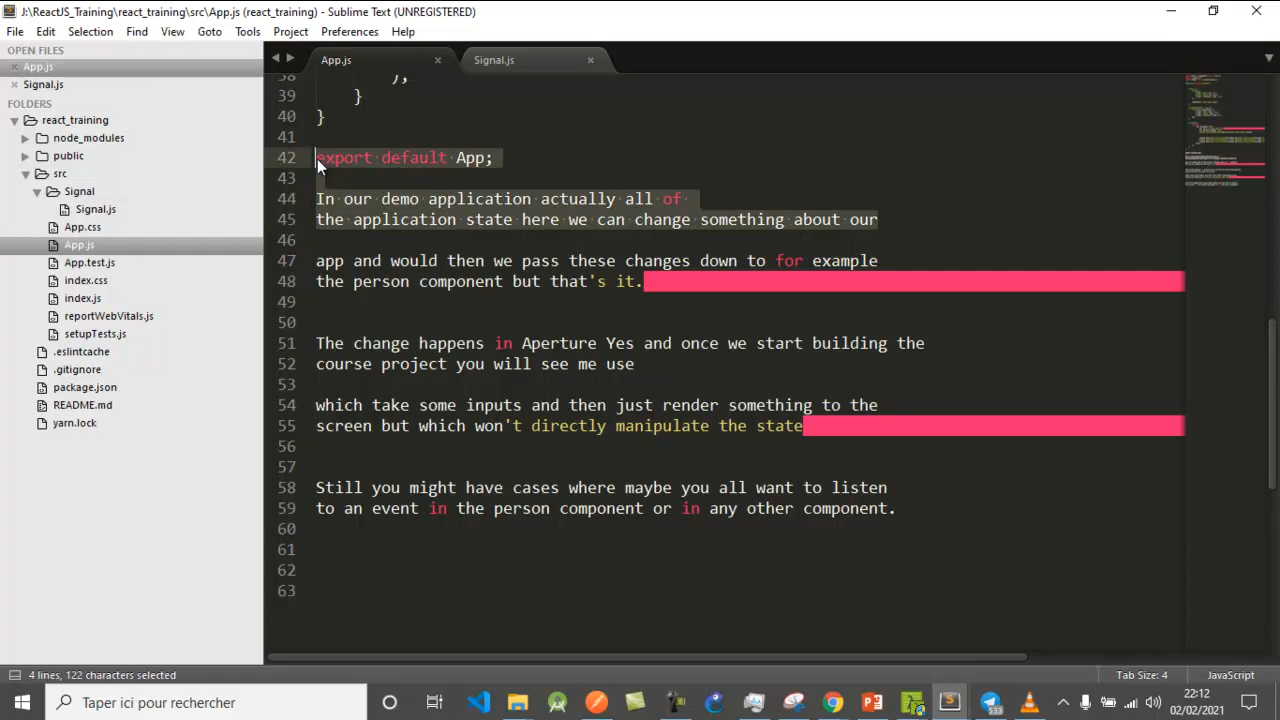 J:\ReactJS_Training\react_training\src\App.js (react_training) - Sublime Text (UNREGISTERED)
File Edit Selection Find View Goto Tools Project Preferences Help
OPEN FILES
App.js
Signal.js
FOLDERS
react_training
node_modules
public
src
Signal
Signal.js
App.css
App.js
App.test.js
index.css
index.js
reportWebVitals.js
setupTests.js
.eslintcache
.gitignore
package.json
README.md
yarn.lock
App.js Signal.js
38 ),
39 }
40 }
41
42 export default App;
43
44 In our demo application actually all of
45 the application state here we can change something about our
46
47 app and would then we pass these changes down to for example
48 the person component but that's it.
49
50
51 The change happens in Aperture Yes and once we start building the
52 course project you will see me use
53
54 which take some inputs and then just render something to the
55 screen but which won't directly manipulate the state
56
57
58 Still you might have cases where maybe you all want to listen
59 to an event in the person component or in any other component.
60
61
62
63
4 lines, 122 characters selected
Tab Size: 4
JavaScript
Taper ici pour rechercher
533
22:12
02/02/2021